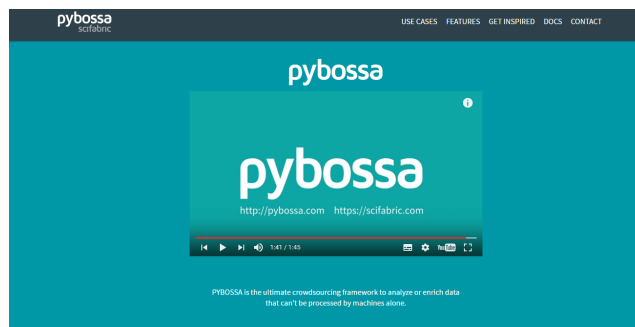 pybossa
scifabric
USE CASES FEATURES GET INSPIRED DOCS CONTACT
pybossa
i
pybossa
http://pybossa.com https://scifabric.com
1:41 / 1:45
YouTube
PYBOSSA is the ultimate crowdsourcing framework to analyze or enrich data
that can't be processed by machines alone.